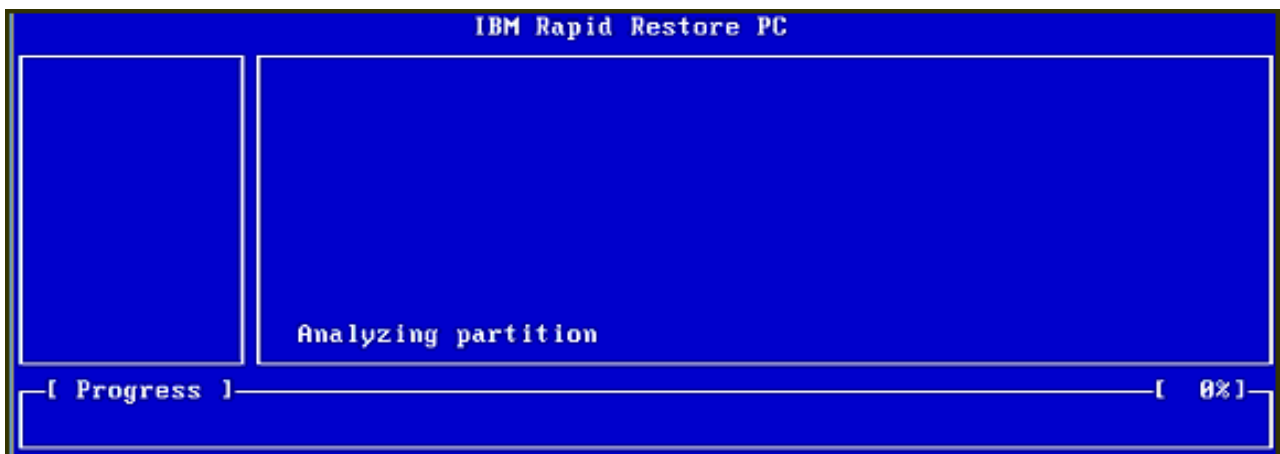 IBM Rapid Restore PC
Analyzing partition
[ Progress ] [ 0%]